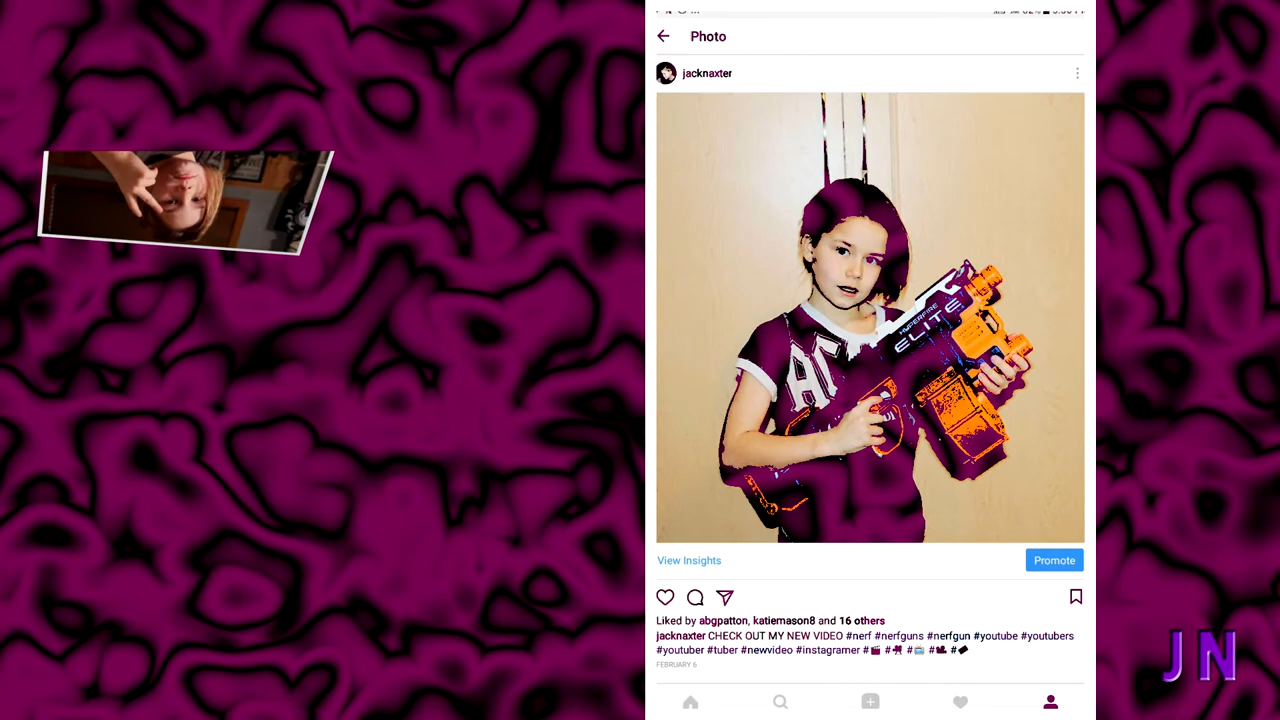 Photo
jacknaxter
HYPERFIRE
ELITE
View Insights
Promote
Liked by abgpatton, katiemason8 and 16 others
jacknaxter CHECK OUT MY NEW VIDEO #nerf #nerfguns #nerfgun #youtube #youtubers
#youtuber #tuber #newvideo #instagramer #🎬 #🎥 #📺 #📽 #🎟
FEBRUARY 6
JN